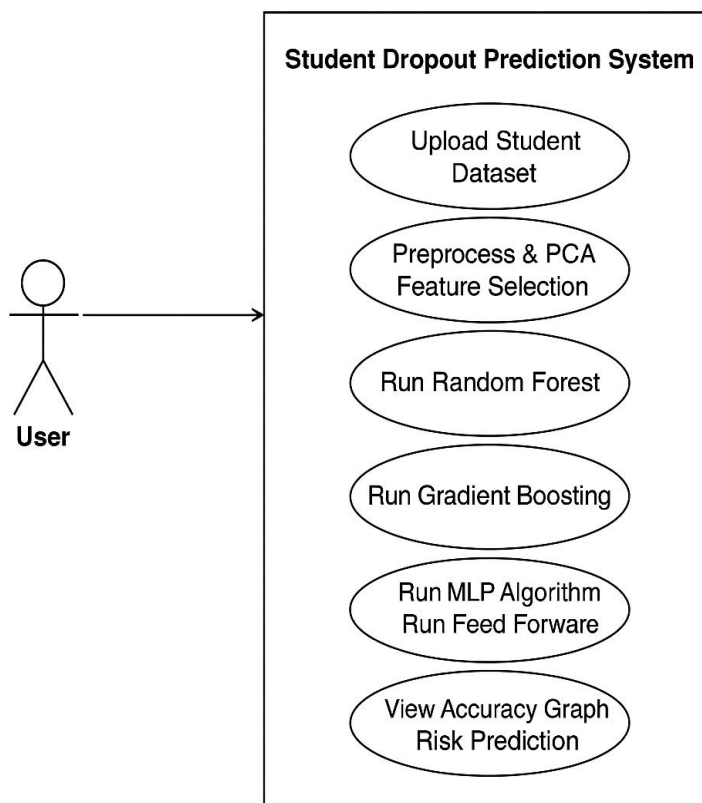 Student Dropout Prediction System
Upload Student
Dataset
Preprocess & PCA
Feature Selection
Run Random Forest
User
Run Gradient Boosting
Run MLP Algorithm
Run Feed Forware
View Accuracy Graph
Risk Prediction